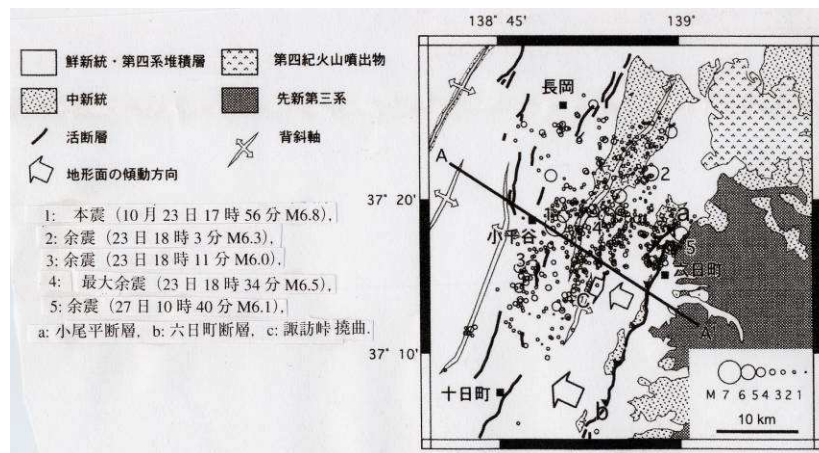 138° 45'
139°
鮮新統・第四系堆積層
第四紀火山噴出物
中新統
先新第三系
活断層
背斜軸
地形面の傾動方向
1: 本震 (10月23日17時56分 M6.8),
2: 余震 (23日18時3分M6.3),
3: 余震 (23日18時11分 M6.0),
4: 最大余震 (23日18時34分 M6.5),
5: 余震 (27日10時40分M6.1),
a: 小尾平断層, b: 六日町断層, c: 諏訪峠撓曲.
長岡
A
2
37° 20'
1
a
小平谷
4
5
六日町
3
C
A'
37° 10'
十日町
b
M 7 6 5 4 3 2 1
10 km